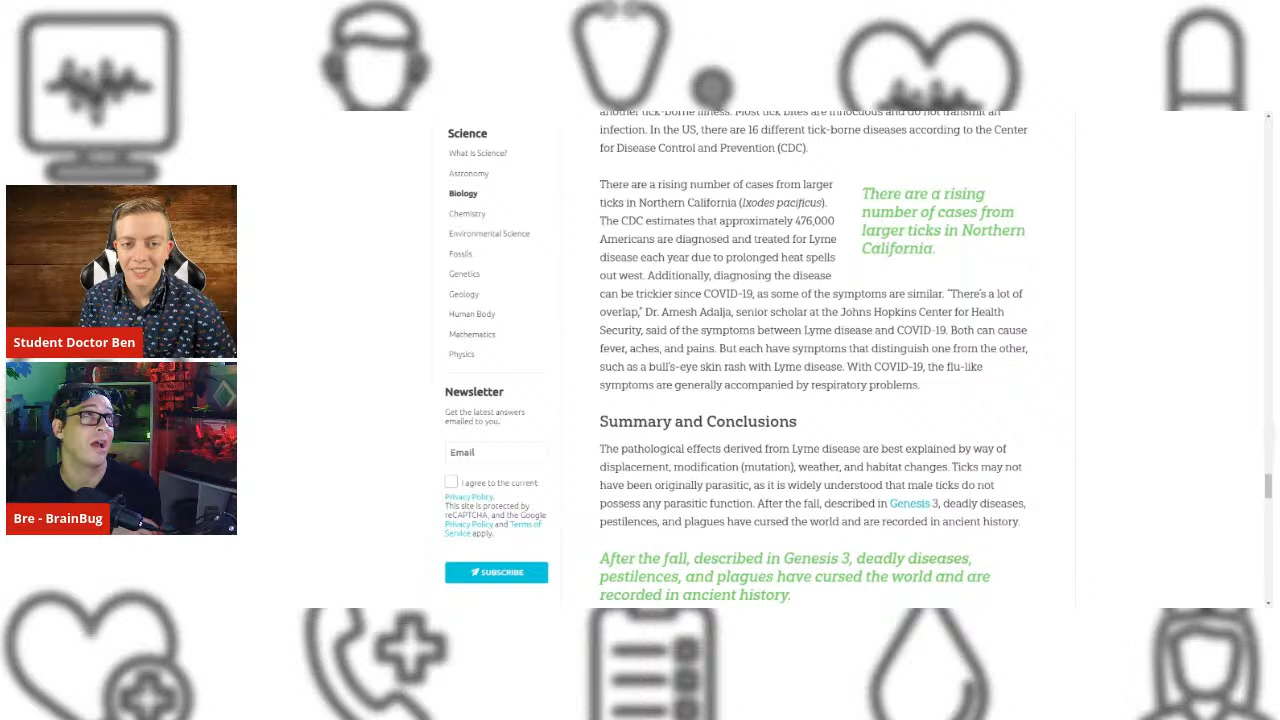 Science
What Is Science?
Astronomy
Biology
Chemistry
Environmental Science
Fossils
Genetics
Geology
Human Body
Mathematics
Physics
Newsletter
Get the latest answers
emailed to you.
Email
I agree to the current
Privacy Policy.
This site is protected by
reCAPTCHA, and the Google
Privacy Policy and Terms of
Service apply.
SUBSCRIBE
another tick-borne illness. Most tick bites are innocuous and do not transmit an
infection. In the US, there are 16 different tick-borne diseases according to the Center
for Disease Control and Prevention (CDC).
There are a rising number of cases from larger
ticks in Northern California (Ixodes pacificus).
The CDC estimates that approximately 476,000
Americans are diagnosed and treated for Lyme
disease each year due to prolonged heat spells
out west. Additionally, diagnosing the disease
can be trickier since COVID-19, as some of the symptoms are similar. “There’s a lot of
overlap,” Dr. Amesh Adalja, senior scholar at the Johns Hopkins Center for Health
Security, said of the symptoms between Lyme disease and COVID-19. Both can cause
fever, aches, and pains. But each have symptoms that distinguish one from the other,
such as a bull’s-eye skin rash with Lyme disease. With COVID-19, the flu-like
symptoms are generally accompanied by respiratory problems.
There are a rising
number of cases from
larger ticks in Northern
California.
Summary and Conclusions
The pathological effects derived from Lyme disease are best explained by way of
displacement, modification (mutation), weather, and habitat changes. Ticks may not
have been originally parasitic, as it is widely understood that male ticks do not
possess any parasitic function. After the fall, described in Genesis 3, deadly diseases,
pestilences, and plagues have cursed the world and are recorded in ancient history.
After the fall, described in Genesis 3, deadly diseases,
pestilences, and plagues have cursed the world and are
recorded in ancient history.
Student Doctor Ben
Bre - BrainBug